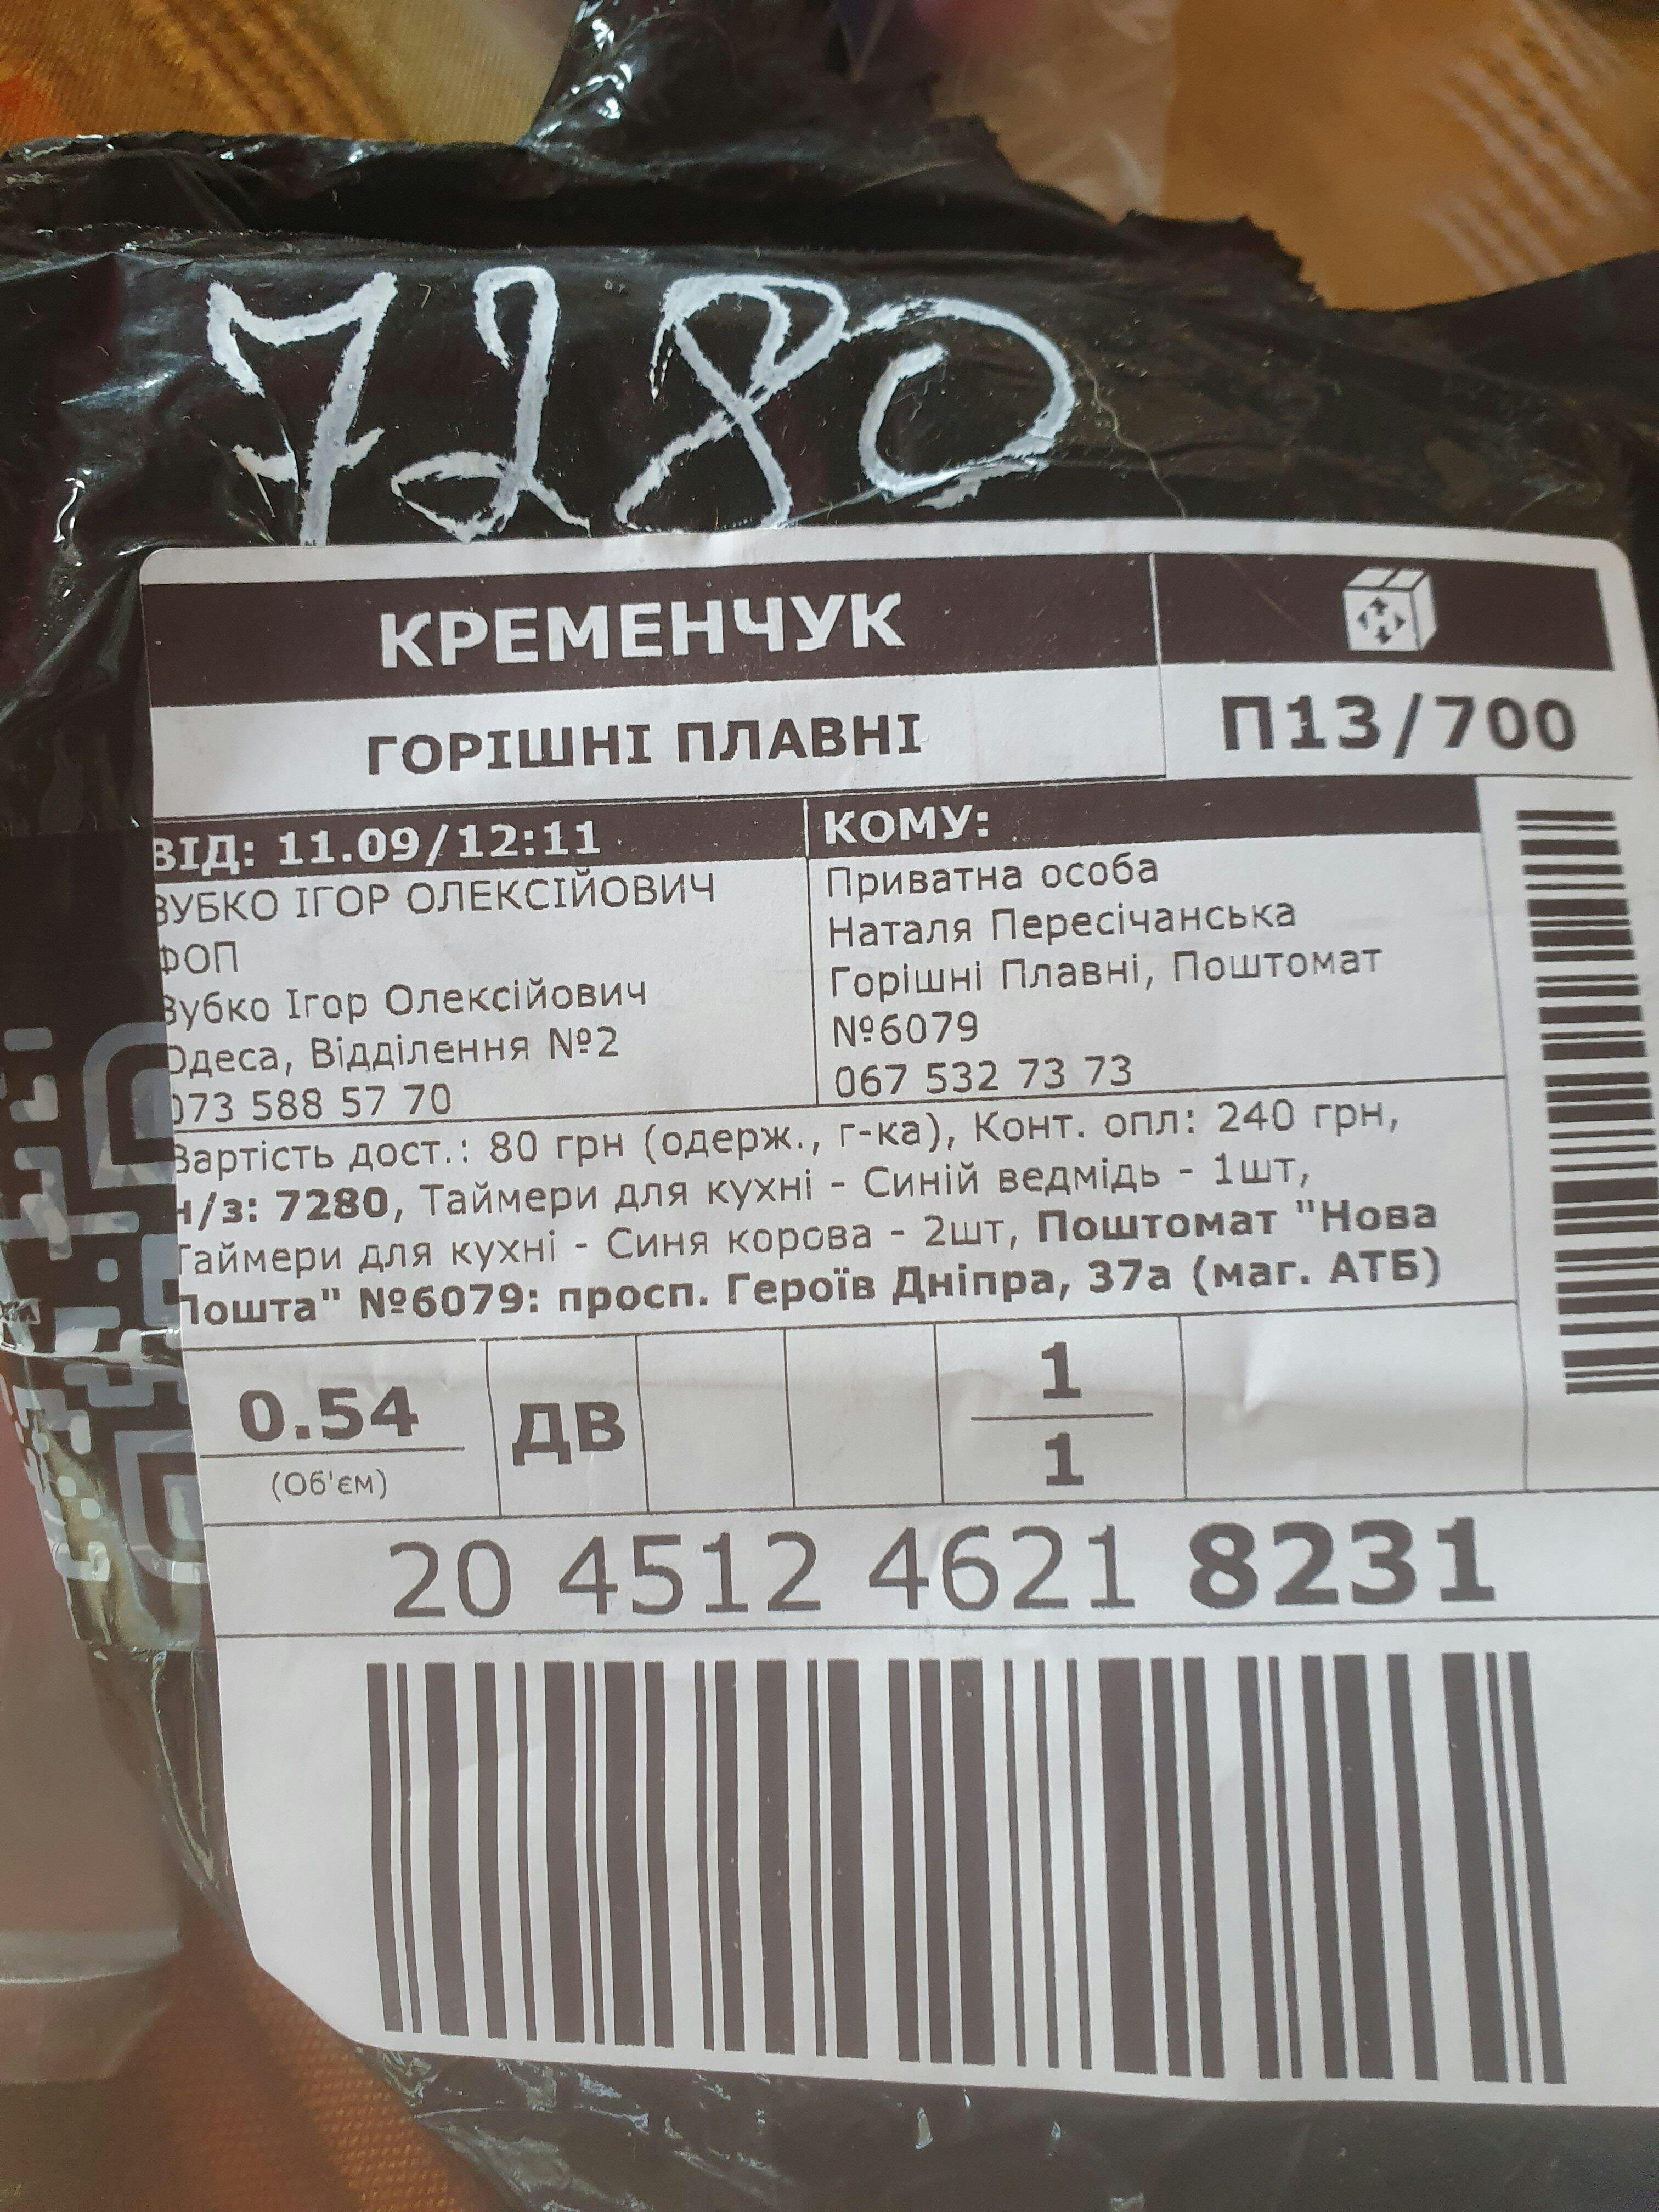 7280
КРЕМЕНЧУК
ГОРІШНІ ПЛАВНІ
П13/700
ВІД: 11.09/12:11
ЗУБКО ІГОР ОЛЕКСІЙОВИЧ
ФОП
Зубко Ігор Олексійович
Одеса, Відділення №2
073 588 57 70
КОМУ:
Приватна особа
Наталя Пересічанська
Горішні Плавні, Поштомат
№6079
067 532 73 73
Вартість дост.: 80 грн (одерж., г-ка), Конт. опл: 240 грн,
н/з: 7280, Таймери для кухні - Синій ведмідь - 1шт,
Таймери для кухні - Синя корова - 2шт, Поштомат "Нова
Пошта" №6079: просп. Героїв Дніпра, 37а (маг. АТБ)
0.54
(Об'єм)
ДВ
1
1
20 4512 4621 8231